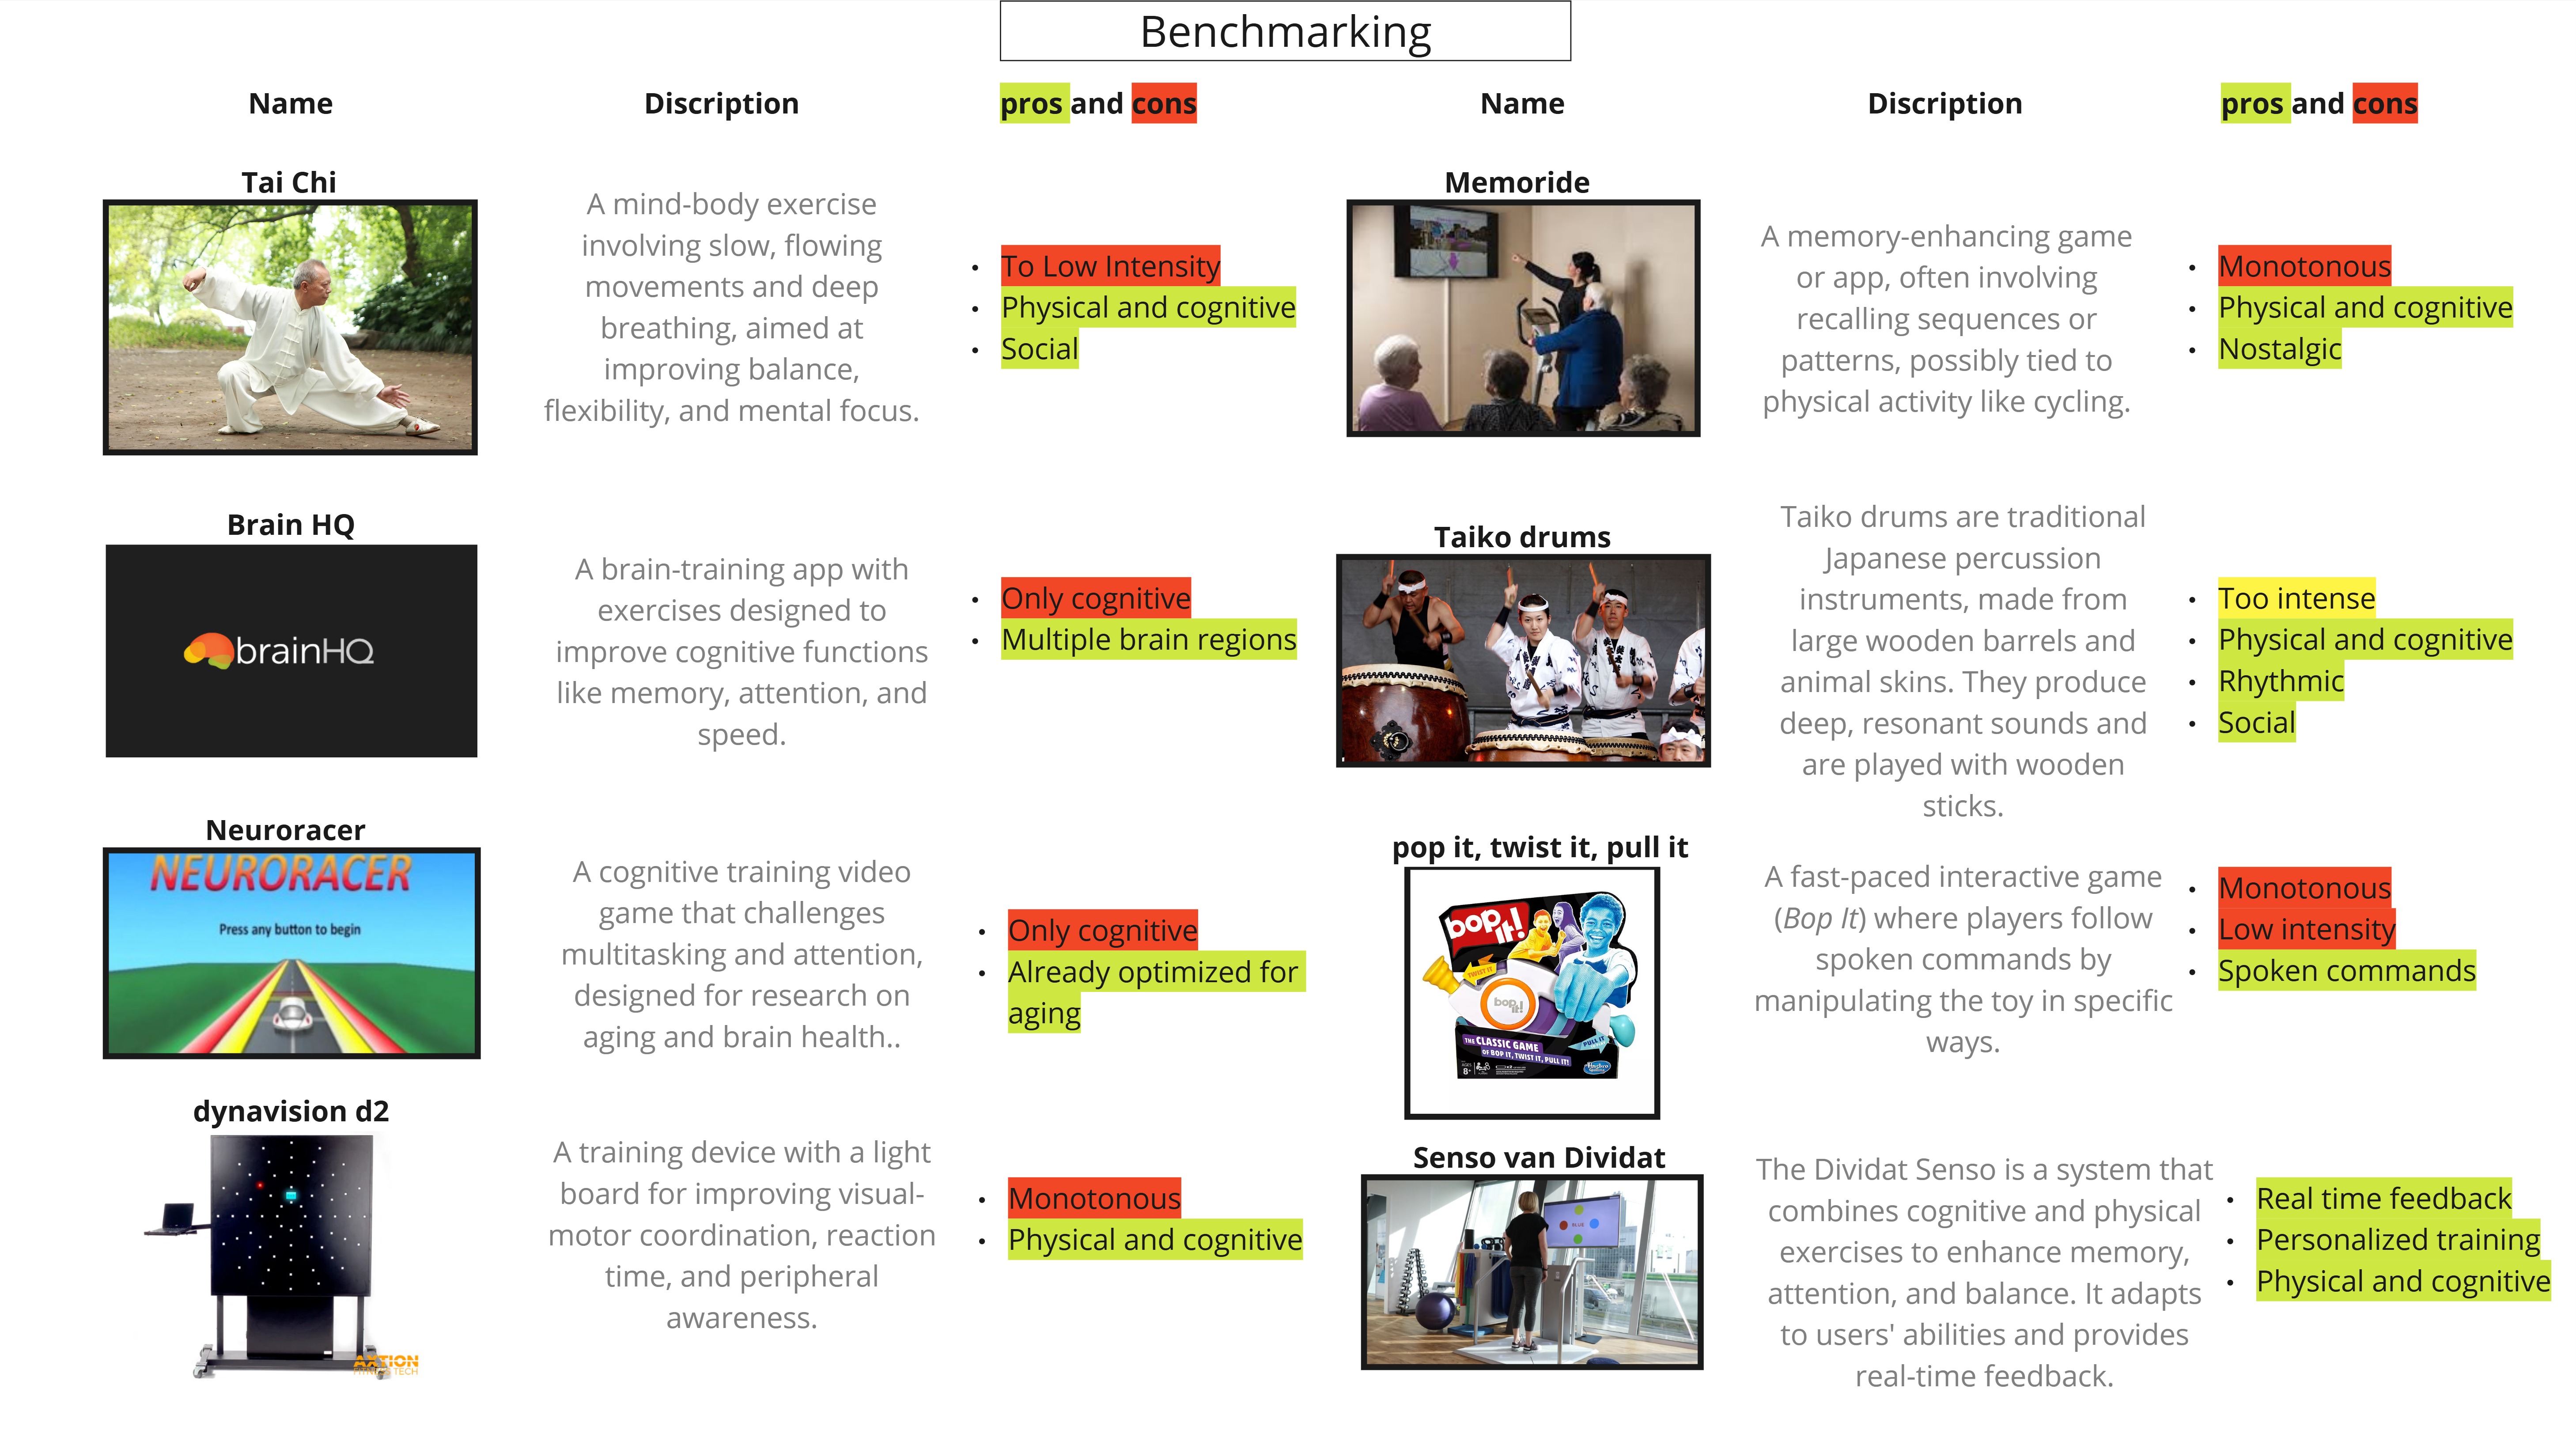 Benchmarking
Name
Discription
pros and cons
Name
Discription
pros and cons
Tai Chi
A mind-body exercise
involving slow, flowing
movements and deep
breathing, aimed at
improving balance,
flexibility, and mental focus.
• To Low Intensity
• Physical and cognitive
• Social
Brain HQ
brainHQ
A brain-training app with
exercises designed to
improve cognitive functions
like memory, attention, and
speed.
• Only cognitive
• Multiple brain regions
Neuroracer
NEURORACER
Press any button to begin
A cognitive training video
game that challenges
multitasking and attention,
designed for research on
aging and brain health..
• Only cognitive
• Already optimized for
aging
dynavision d2
AXTION
FITNESS TECH
A training device with a light
board for improving visual-
motor coordination, reaction
time, and peripheral
awareness.
• Monotonous
• Physical and cognitive
Memoride
A memory-enhancing game
or app, often involving
recalling sequences or
patterns, possibly tied to
physical activity like cycling.
• Monotonous
• Physical and cognitive
• Nostalgic
Taiko drums
Taiko drums are traditional
Japanese percussion
instruments, made from
large wooden barrels and
animal skins. They produce
deep, resonant sounds and
are played with wooden
sticks.
• Too intense
• Physical and cognitive
• Rhythmic
• Social
pop it, twist it, pull it
bop it!
TWIST IT
bop it!
PULL IT
THE CLASSIC GAME
OF BOP IT, TWIST IT, PULL IT!
AGES
8+
Hasbro
Gaming
A fast-paced interactive game
(Bop It) where players follow
spoken commands by
manipulating the toy in specific
ways.
• Monotonous
• Low intensity
• Spoken commands
Senso van Dividat
BLUE
The Dividat Senso is a system that
combines cognitive and physical
exercises to enhance memory,
attention, and balance. It adapts
to users' abilities and provides
real-time feedback.
• Real time feedback
• Personalized training
• Physical and cognitive